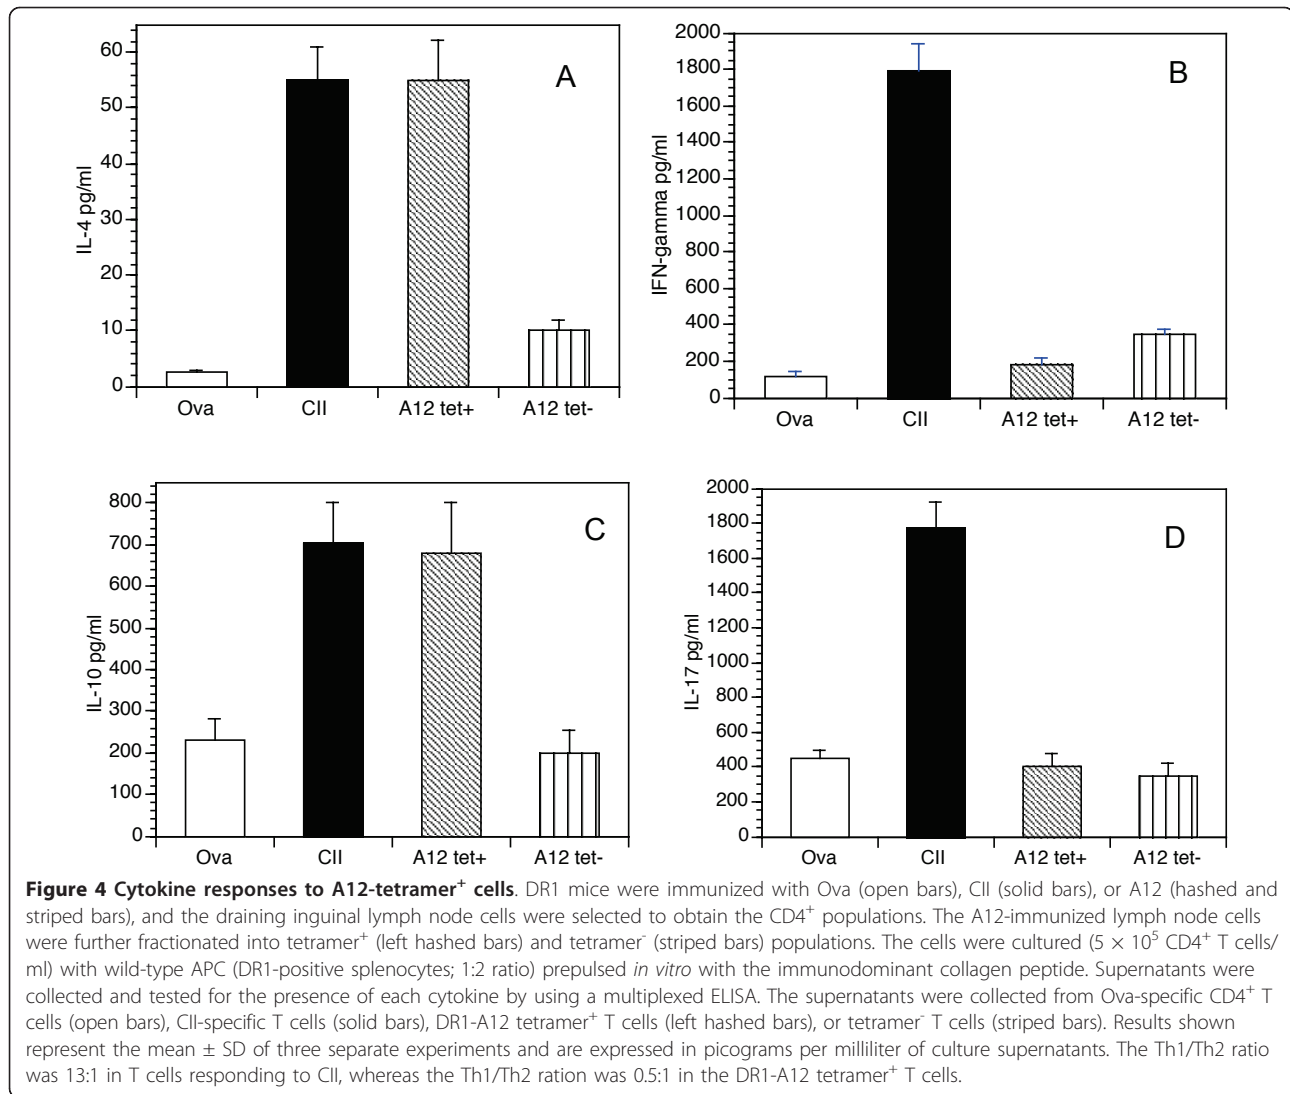 60
50
40
30
20
10
0
IL-4 pg/ml
A
Ova CII A12 tet+ A12 tet-
2000
1800
1600
1400
1200
1000
800
600
400
200
0
IFN-gamma pg/ml
B
Ova CII A12 tet+ A12 tet-
800
700
600
500
400
300
200
100
0
IL-10 pg/ml
C
Ova CII A12 tet+ A12 tet-
2000
1800
1600
1400
1200
1000
800
600
400
200
0
IL-17 pg/ml
D
Ova CII A12 tet+ A12 tet-
Figure 4 Cytokine responses to A12-tetramer⁺ cells. DR1 mice were immunized with Ova (open bars), CII (solid bars), or A12 (hashed and
striped bars), and the draining inguinal lymph node cells were selected to obtain the CD4⁺ populations. The A12-immunized lymph node cells
were further fractionated into tetramer⁺ (left hashed bars) and tetramer⁻ (striped bars) populations. The cells were cultured (5 × 10⁵ CD4⁺ T cells/
ml) with wild-type APC (DR1-positive splenocytes; 1:2 ratio) prepulsed in vitro with the immunodominant collagen peptide. Supernatants were
collected and tested for the presence of each cytokine by using a multiplexed ELISA. The supernatants were collected from Ova-specific CD4⁺ T
cells (open bars), CII-specific T cells (solid bars), DR1-A12 tetramer⁺ T cells (left hashed bars), or tetramer⁻ T cells (striped bars). Results shown
represent the mean ± SD of three separate experiments and are expressed in picograms per milliliter of culture supernatants. The Th1/Th2 ratio
was 13:1 in T cells responding to CII, whereas the Th1/Th2 ration was 0.5:1 in the DR1-A12 tetramer⁺ T cells.